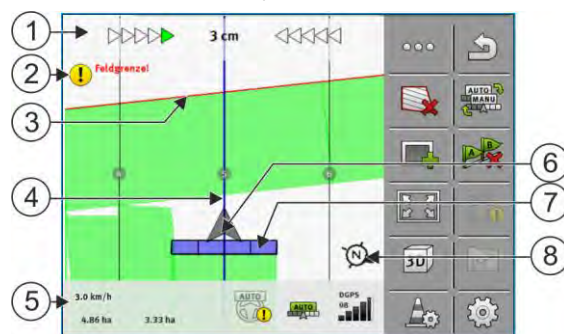 1
3 cm
2
Feldgrenze!
AUTO
MANU
3
A
B
4
6
7
N
8
3D
5
3.0 km/h
4.86 ha
3.33 ha
AUTO
AUTO
DGPS
08